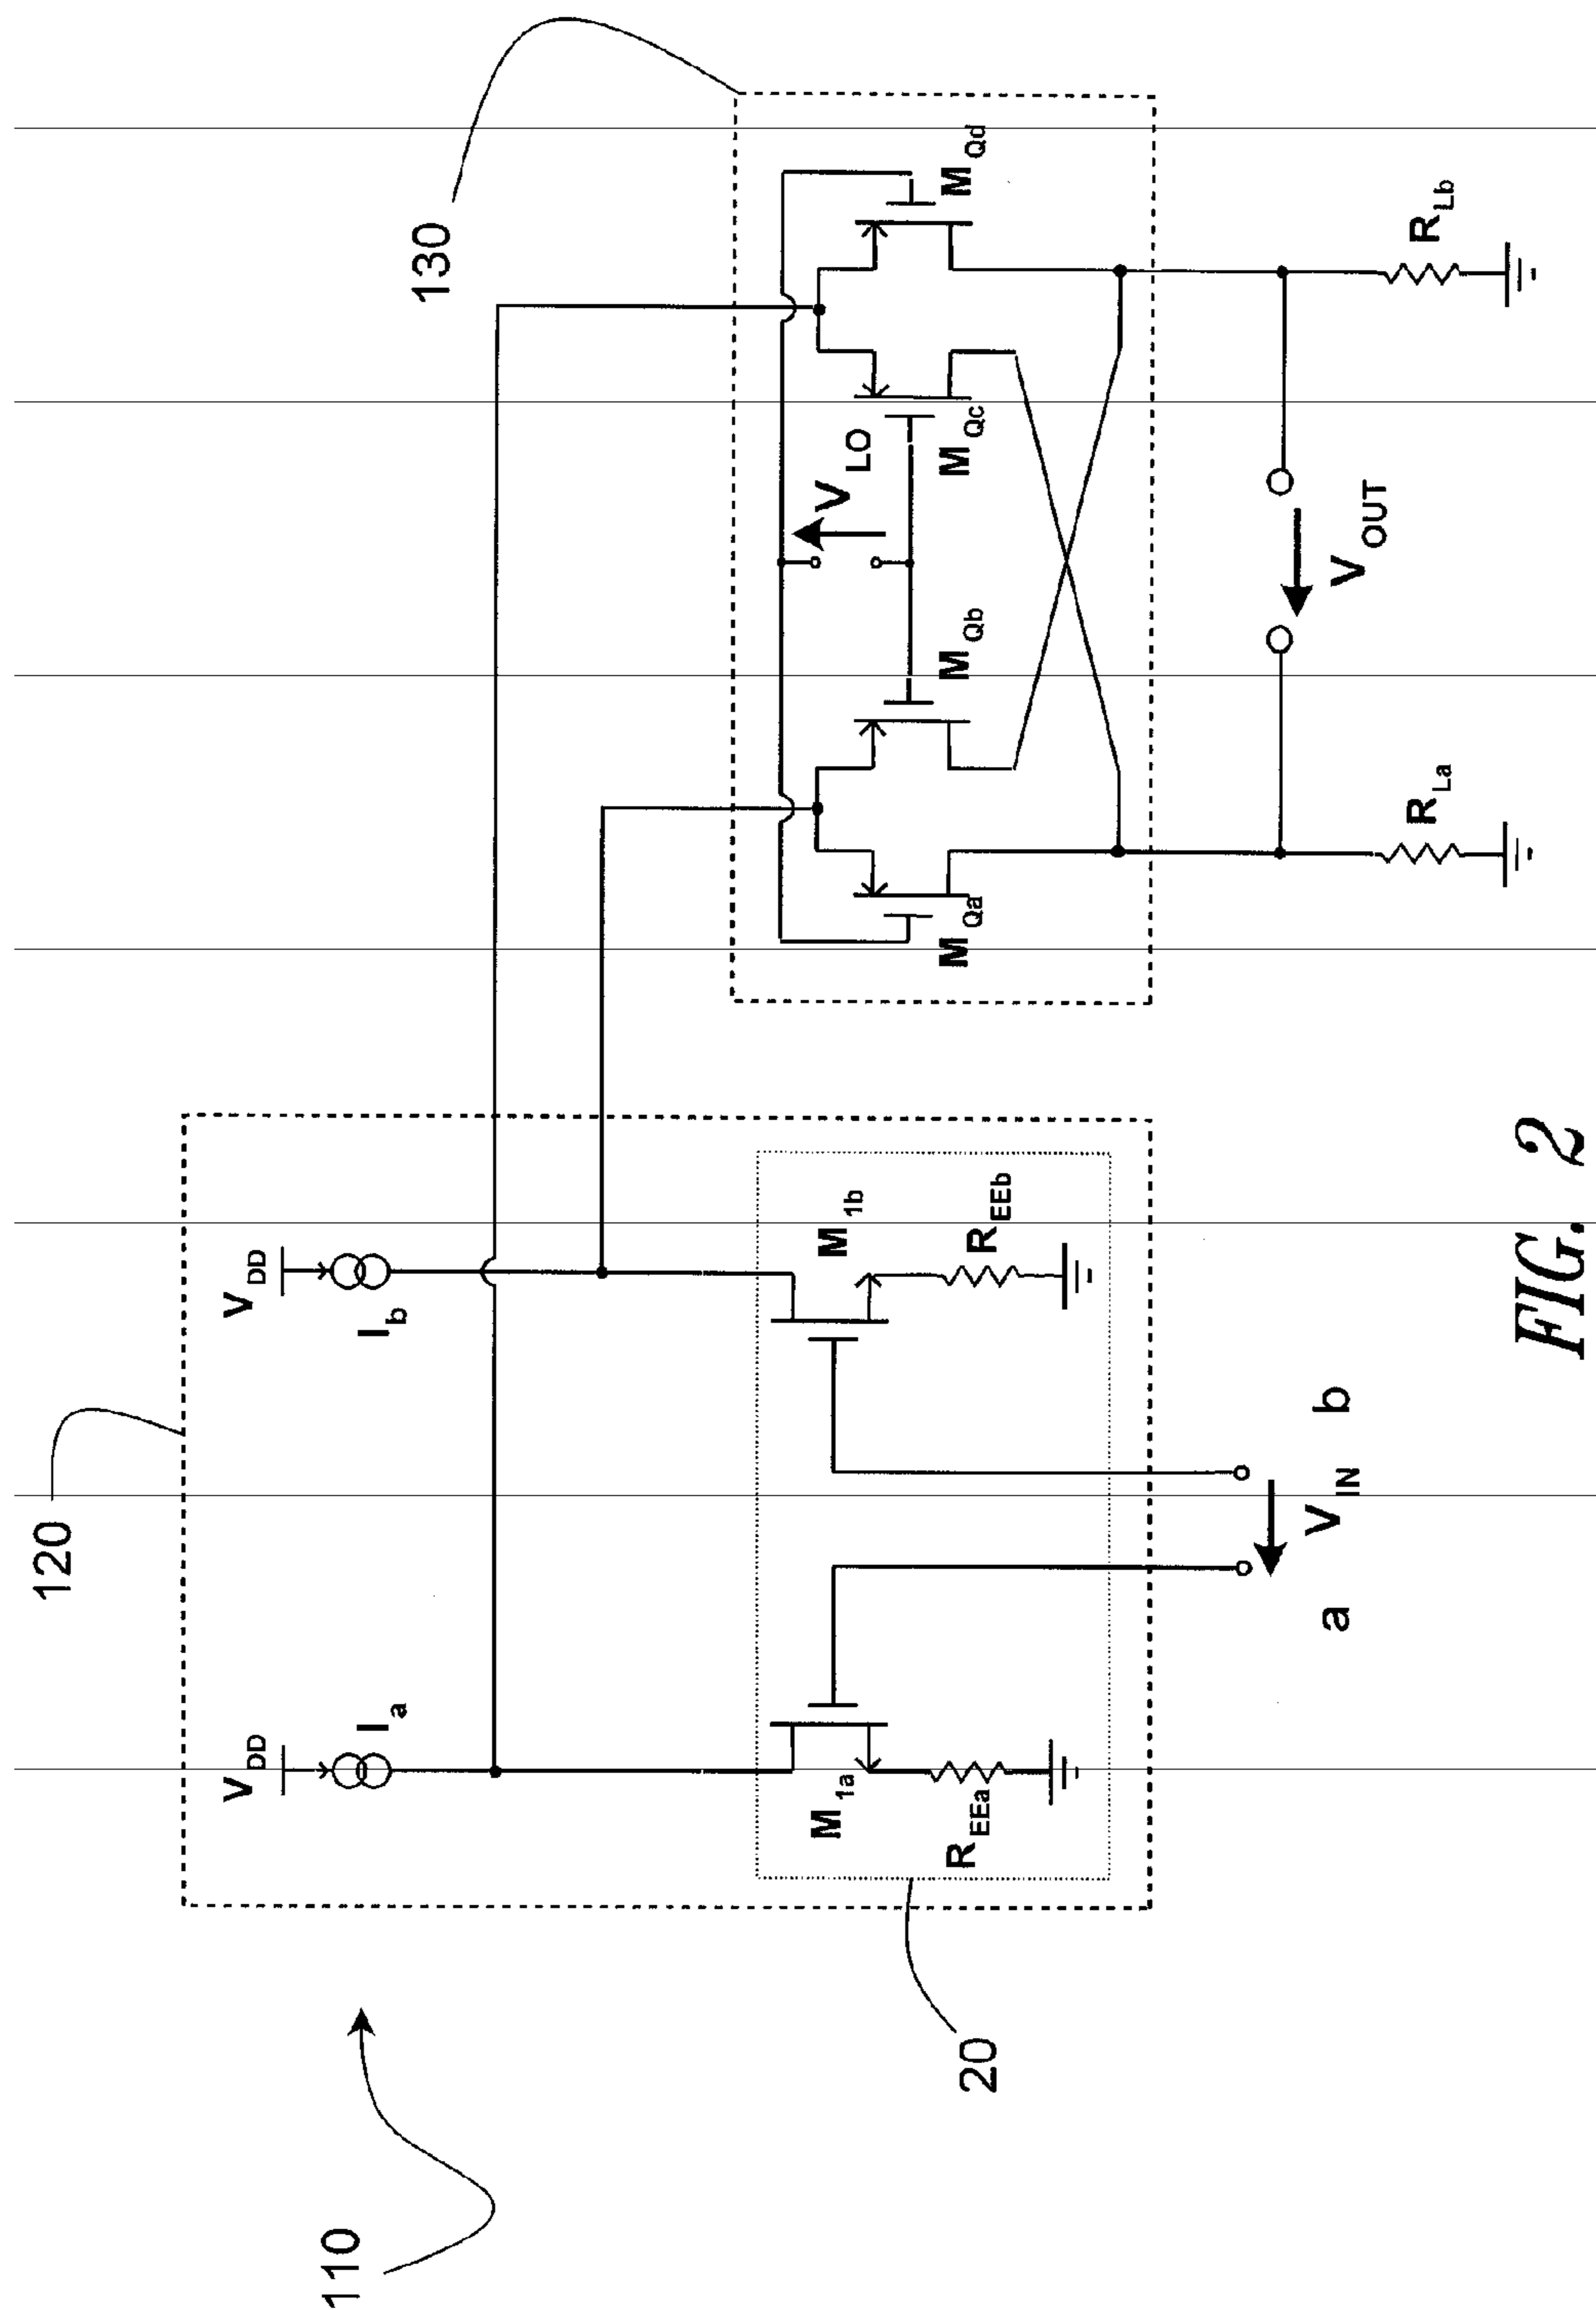 110
120
130
20
V_DD
I_a
V_DD
I_b
M_1a
R_EEa
M_1b
R_EEb
a
V_IN
b
M_Qa
M_Qb
V_LO
M_Qc
M_Qd
R_La
V_OUT
R_Lb
FIG. 2